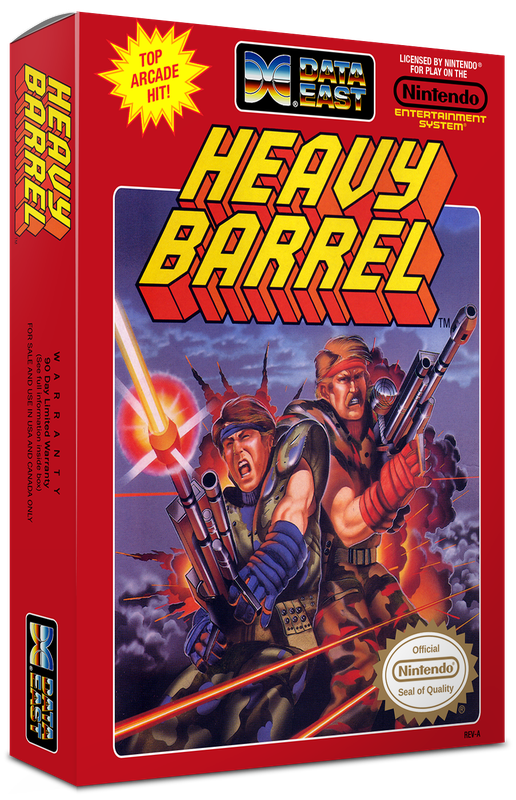 TOP
ARCADE
HIT!
DATA
EAST
®
LICENSED BY NINTENDO®
FOR PLAY ON THE
Nintendo
ENTERTAINMENT
SYSTEM®
HEAVY
BARREL
TM
Official
Nintendo
Seal of Quality
®
REV-A
HEAVY
BARREL
TM
WARRANTY
90 Day Limited Warranty
(See full information inside box)
FOR SALE AND USE IN USA AND CANADA ONLY
DATA
EAST
®